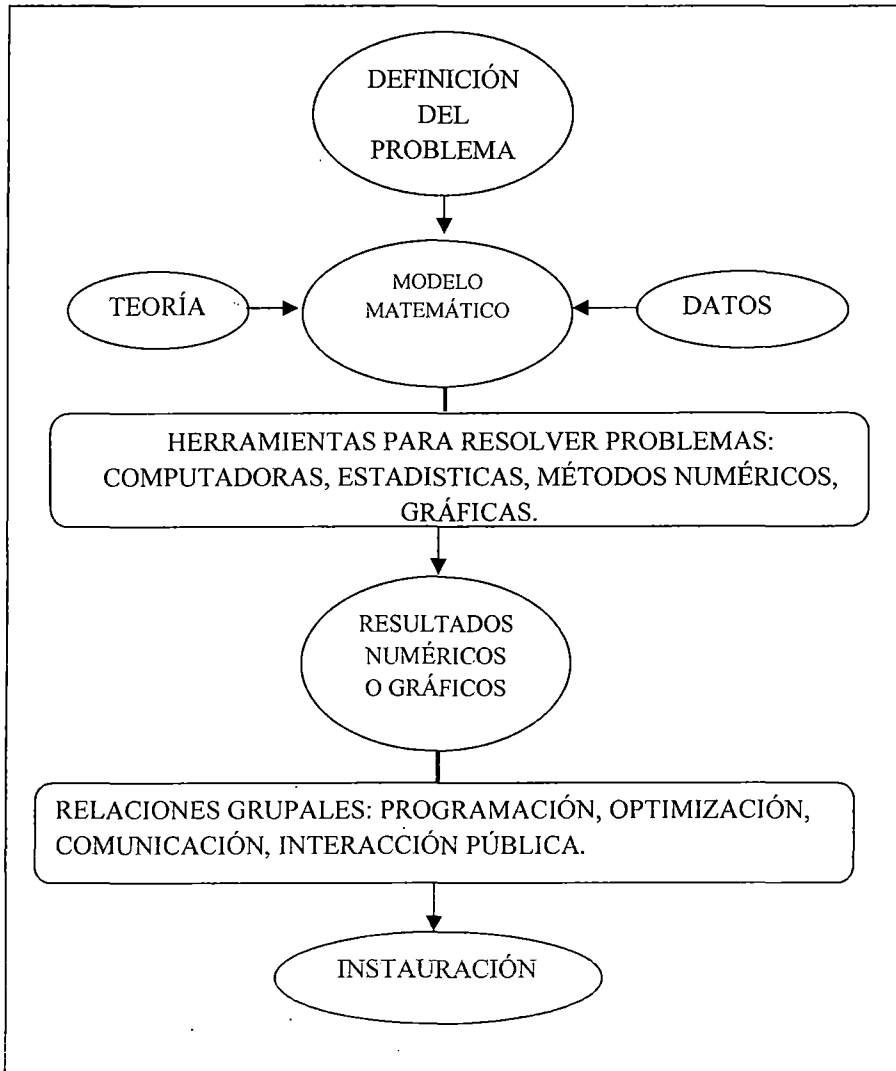 DEFINICIÓN
DEL
PROBLEMA
MODELO
MATEMÁTICO
TEORÍA
DATOS
HERRAMIENTAS PARA RESOLVER PROBLEMAS:
COMPUTADORAS, ESTADISTICAS, MÉTODOS NUMÉRICOS,
GRÁFICAS.
RESULTADOS
NUMÉRICOS
O GRÁFICOS
RELACIONES GRUPALES: PROGRAMACIÓN, OPTIMIZACIÓN,
COMUNICACIÓN, INTERACCIÓN PÚBLICA.
INSTAURACIÓN